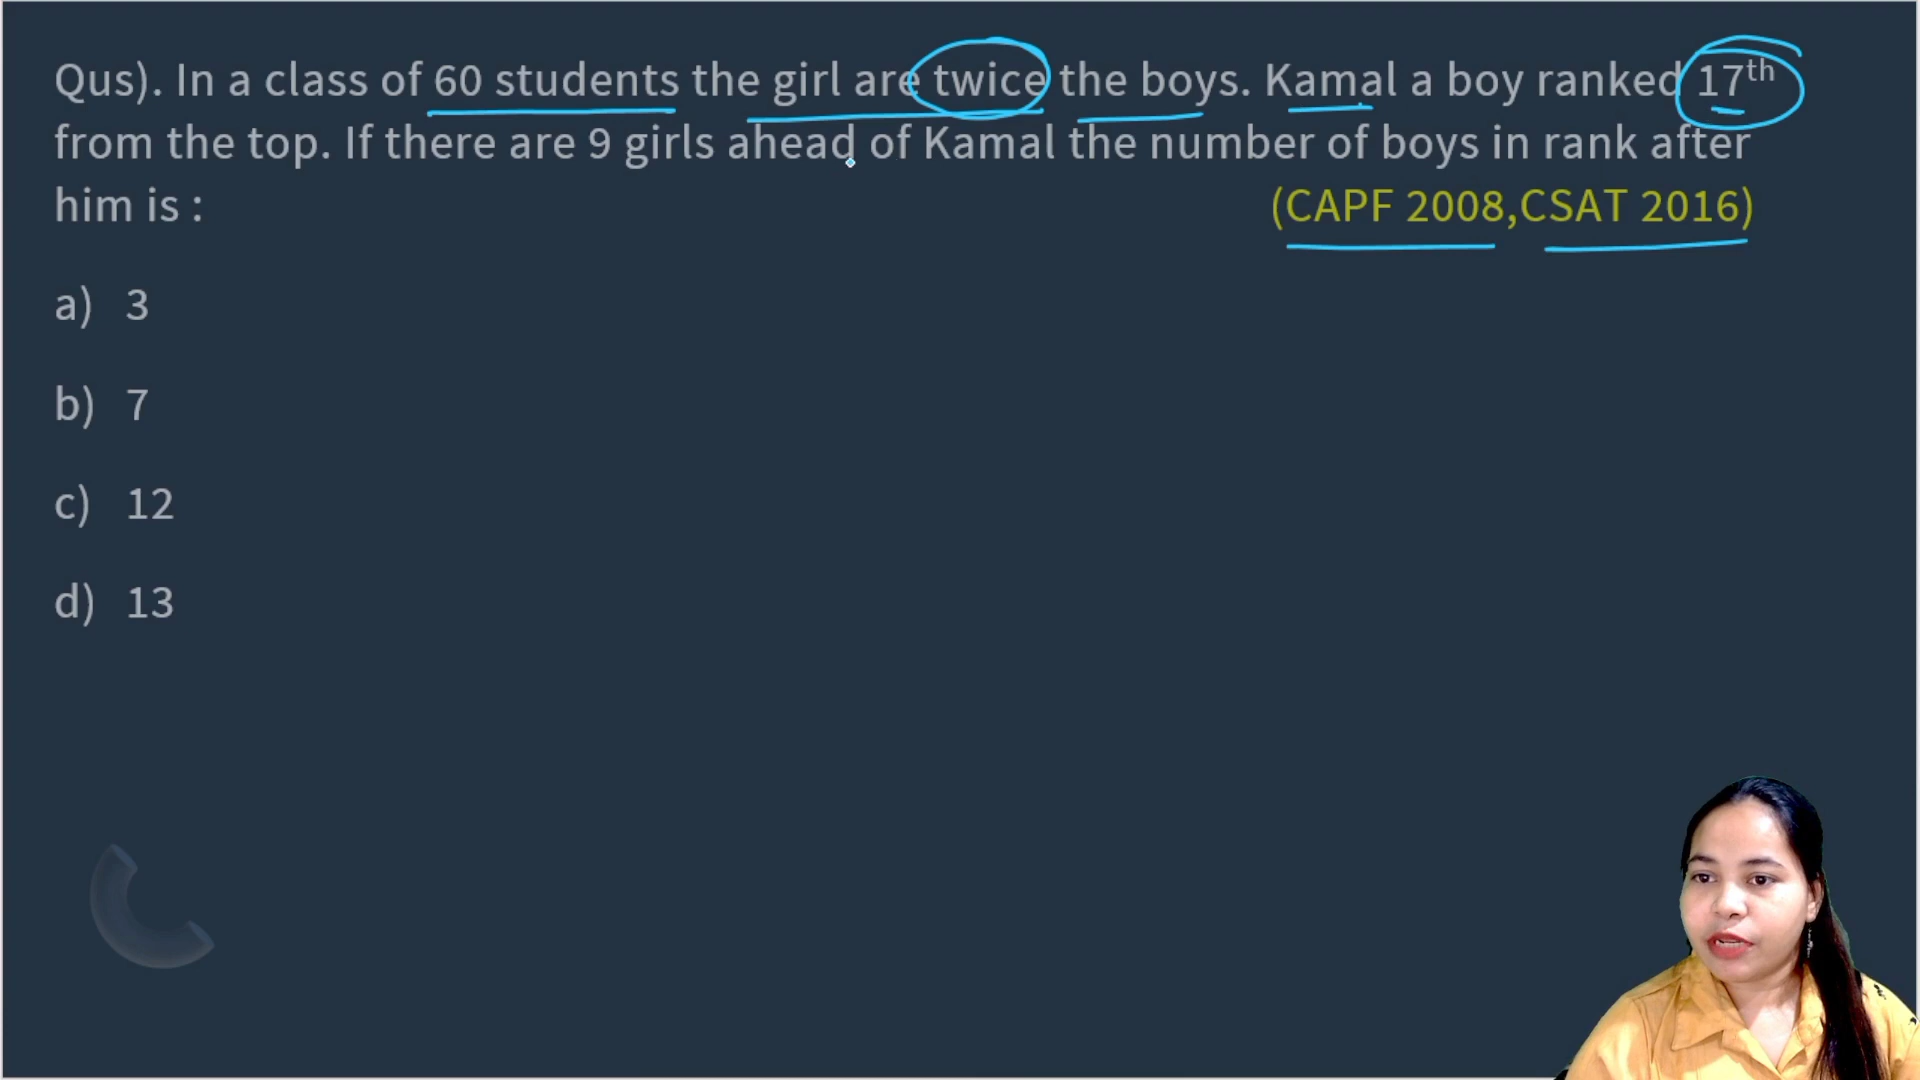 Qus). In a class of 60 students the girl are twice the boys. Kamal a boy ranked 17th
from the top. If there are 9 girls ahead of Kamal the number of boys in rank after
him is :
(CAPF 2008,CSAT 2016)
a) 3
b) 7
c) 12
d) 13